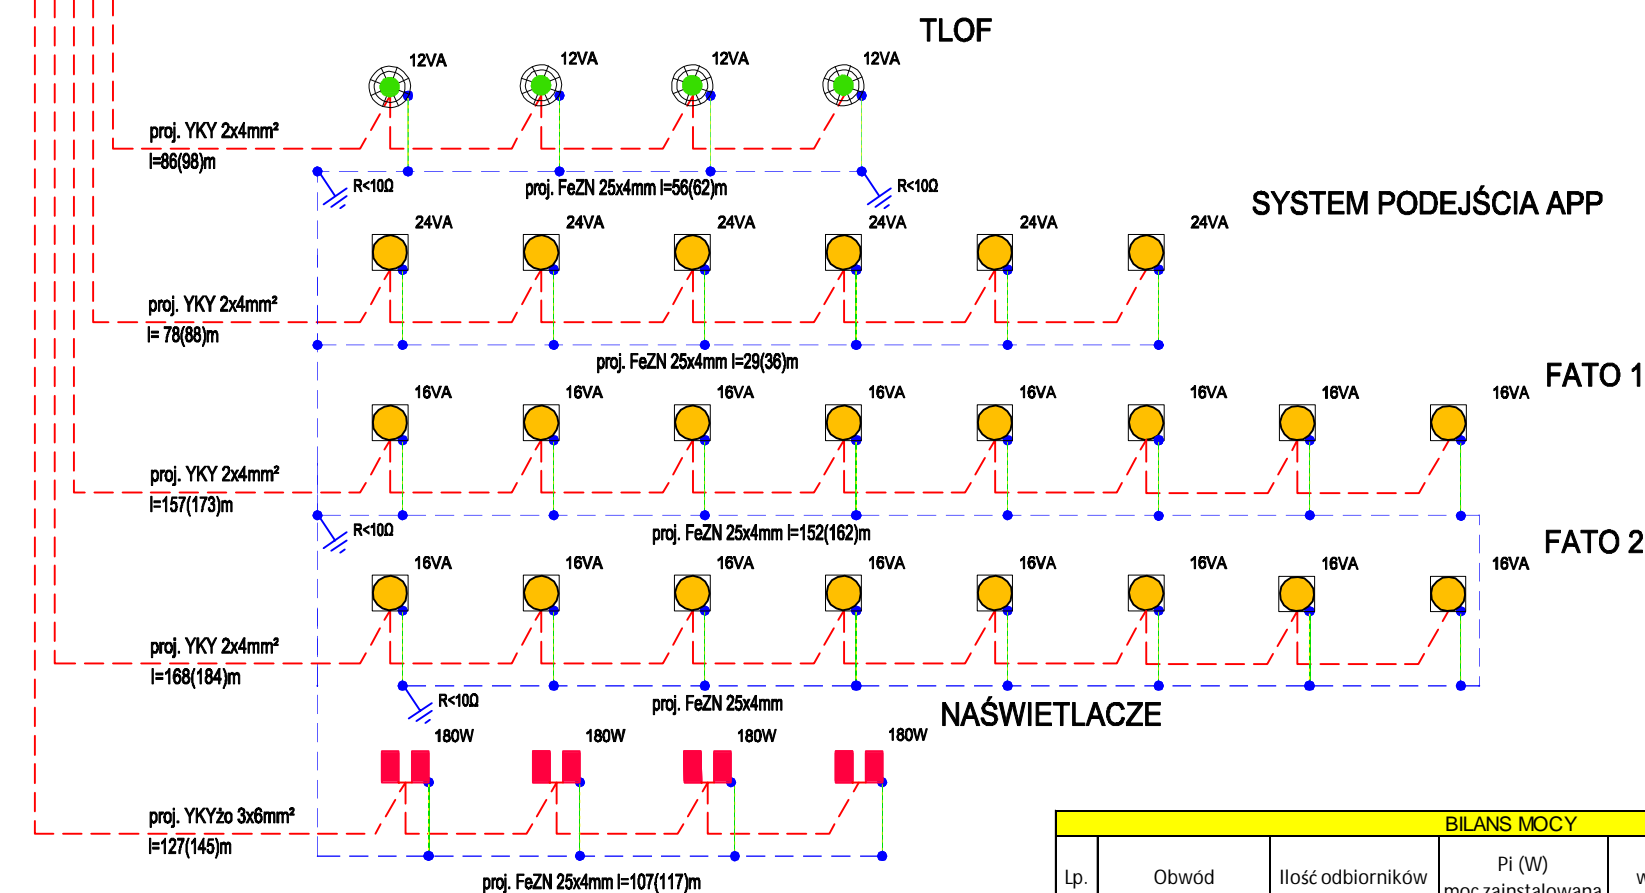 TLOF
12VA 12VA 12VA 12VA
proj. YKY 2x4mm²
l=86(98)m
R<10Ω
proj. FeZN 25x4mm l=56(62)m
R<10Ω
SYSTEM PODEJŚCIA APP
24VA 24VA 24VA 24VA 24VA 24VA
proj. YKY 2x4mm²
l= 78(88)m
proj. FeZN 25x4mm l=29(36)m
FATO 1
16VA 16VA 16VA 16VA 16VA 16VA 16VA 16VA
proj. YKY 2x4mm²
l=157(173)m
R<10Ω
proj. FeZN 25x4mm l=152(162)m
FATO 2
16VA 16VA 16VA 16VA 16VA 16VA 16VA 16VA
proj. YKY 2x4mm²
l=168(184)m
R<10Ω
proj. FeZN 25x4mm
NAŚWIETLACZE
180W 180W 180W 180W
proj. YKYżo 3x6mm²
l=127(145)m
proj. FeZN 25x4mm l=107(117)m
BILANS MOCY
Lp. Obwód Ilość odbiorników Pi (W)
moc zainstalowana